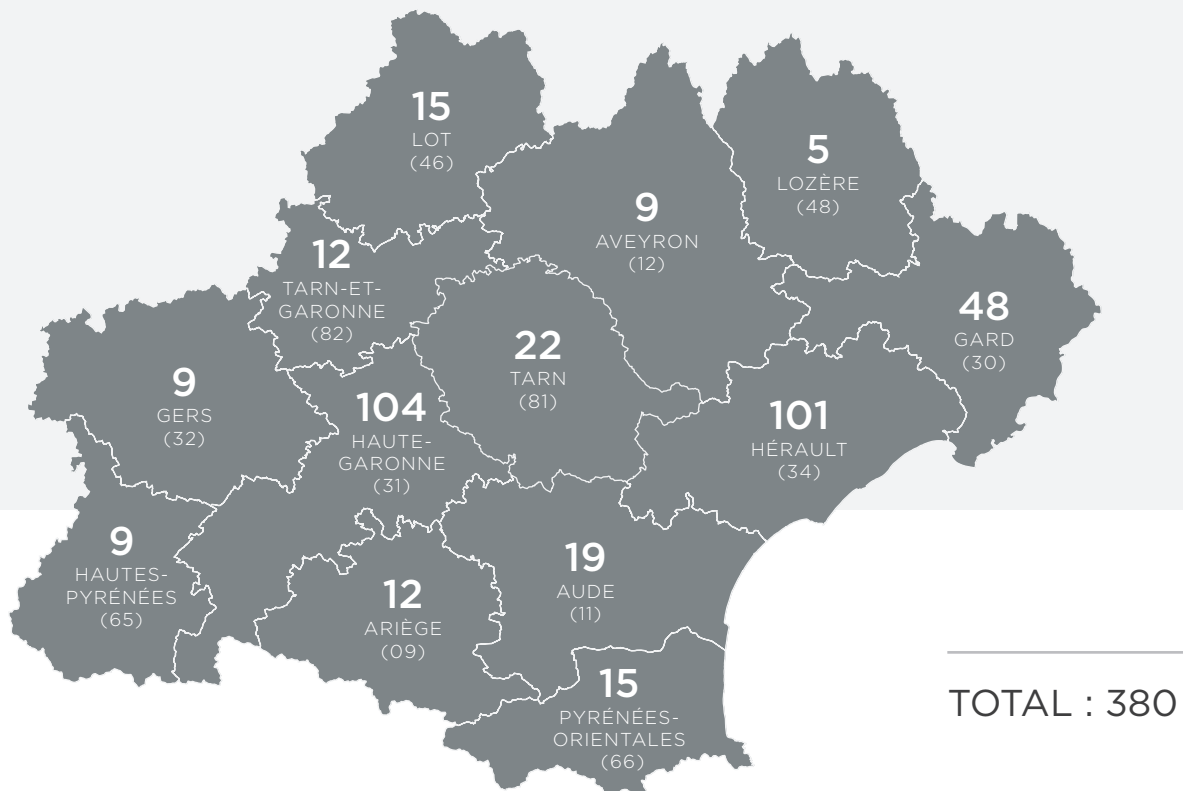 15
LOT
(46)
5
LOZÈRE
(48)
9
AVEYRON
(12)
12
TARN-ET-
GARONNE
(82)
48
GARD
(30)
22
TARN
(81)
9
GERS
(32)
104
HAUTE-
GARONNE
(31)
101
HÉRAULT
(34)
9
HAUTES-
PYRÉNÉES
(65)
19
AUDE
(11)
12
ARIÈGE
(09)
15
PYRÉNÉES-
ORIENTALES
(66)
TOTAL : 380